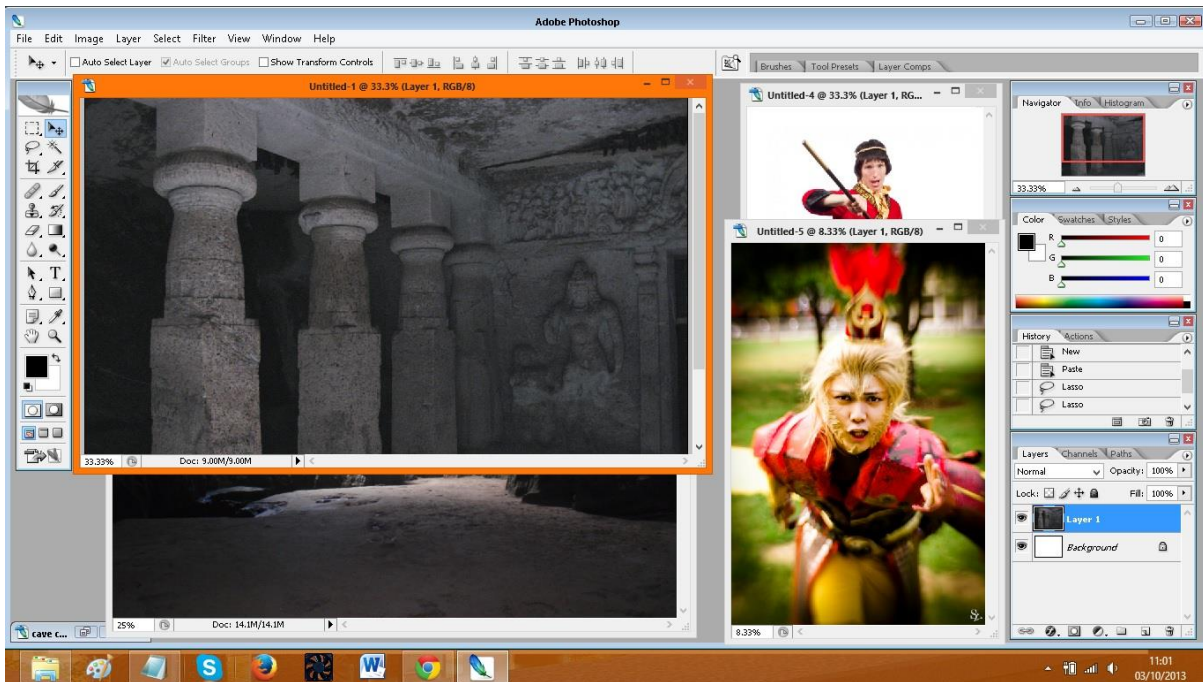 Adobe Photoshop
File Edit Image Layer Select Filter View Window Help
Auto Select Layer Auto Select Groups Show Transform Controls
Brushes Tool Presets Layer Comps
Untitled-1 @ 33.3% (Layer 1, RGB/8)
33.33% Doc: 9.00M/9.00M
25% Doc: 14.1M/14.1M
Untitled-4 @ 33.3% (Layer 1, RG...
Untitled-5 @ 8.33% (Layer 1, RGB/8)
8.33%
Navigator Info Histogram
33.33%
Color Swatches Styles
R 0
G 0
B 0
History Actions
New
Paste
Lasso
Lasso
Layers Channels Paths
Normal Opacity: 100%
Lock: Fill: 100%
Layer 1
Background
cave c...
11:01
03/10/2013